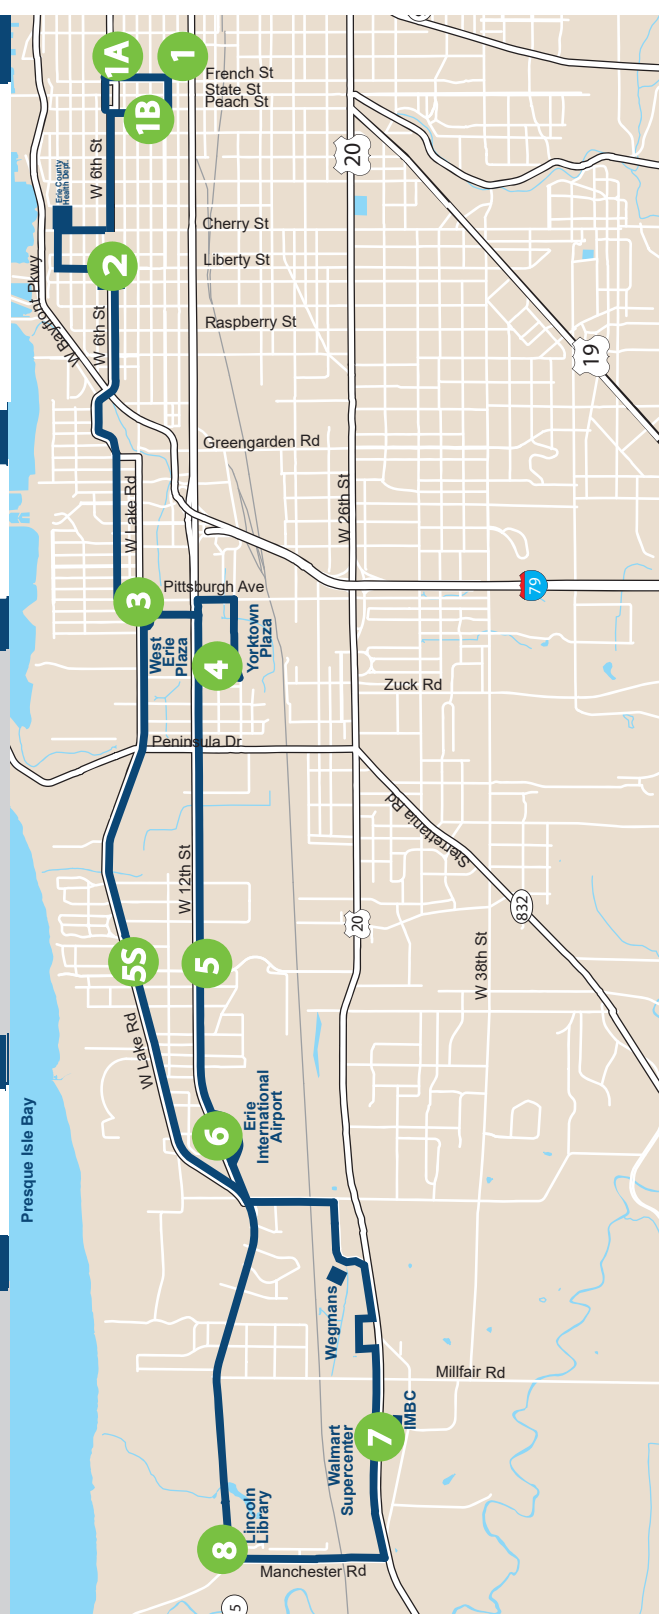 1A
1
French St
State St
Peach St
1B
W 6th St
20
Erie County
Health Dept.
Cherry St
2
Liberty St
W Bayfront Pkwy
W 6th St
Raspberry St
19
Greengarden Rd
W Lake Rd
W 26th St
Pittsburgh Ave
79
3
West
Erie
Plaza
4
Yorktown
Plaza
Zuck Rd
Peninsula Dr
Sterrettania Rd
W 12th St
832
20
5S
5
W 38th St
W Lake Rd
6
Erie
International
Airport
Presque Isle Bay
Wegmans
Millfair Rd
IMBC
7
Walmart
Supercenter
Lincoln
Library
8
Manchester Rd
5